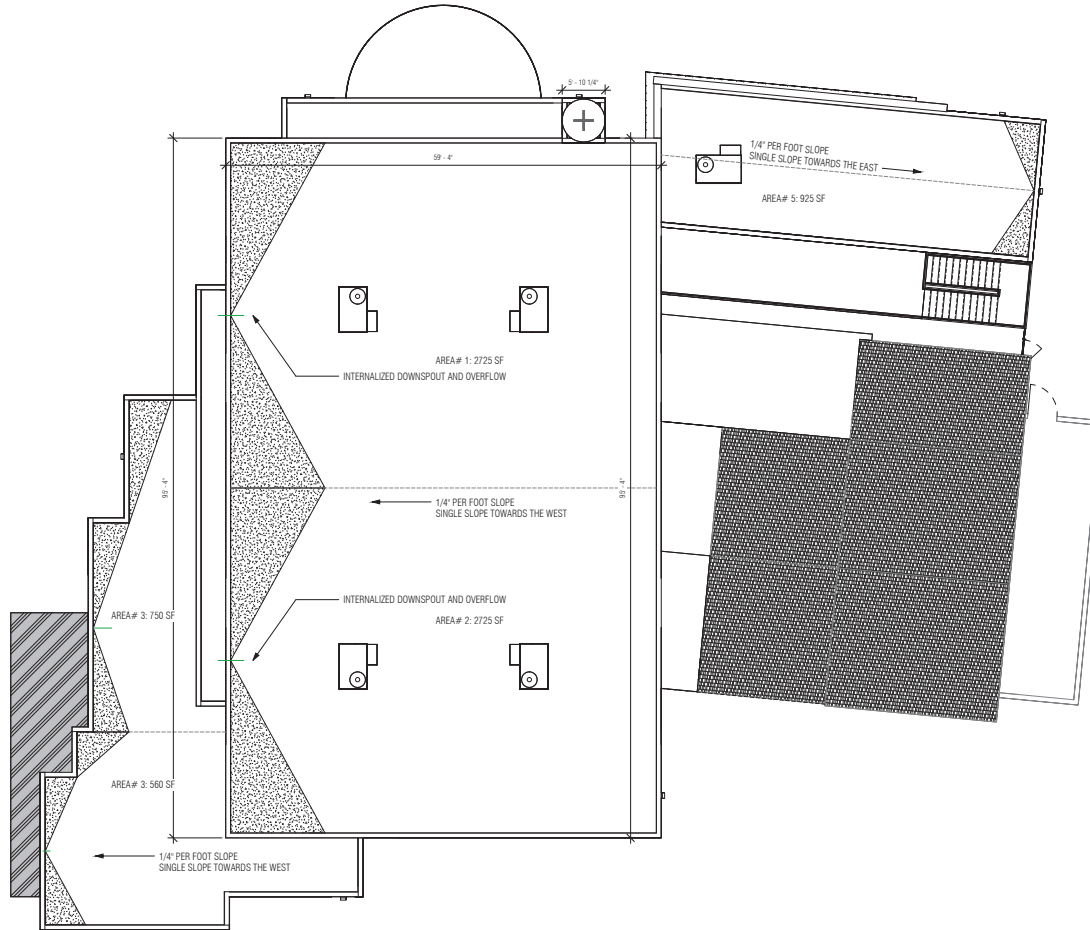 5' - 10 1/4"
59' - 4"
1/4" PER FOOT SLOPE
SINGLE SLOPE TOWARDS THE EAST
AREA# 5: 925 SF
AREA# 1: 2725 SF
INTERNALIZED DOWNSPOUT AND OVERFLOW
95' - 4"
95' - 4"
1/4" PER FOOT SLOPE
SINGLE SLOPE TOWARDS THE WEST
INTERNALIZED DOWNSPOUT AND OVERFLOW
AREA# 2: 2725 SF
AREA# 3: 750 SF
AREA# 3: 560 SF
1/4" PER FOOT SLOPE
SINGLE SLOPE TOWARDS THE WEST